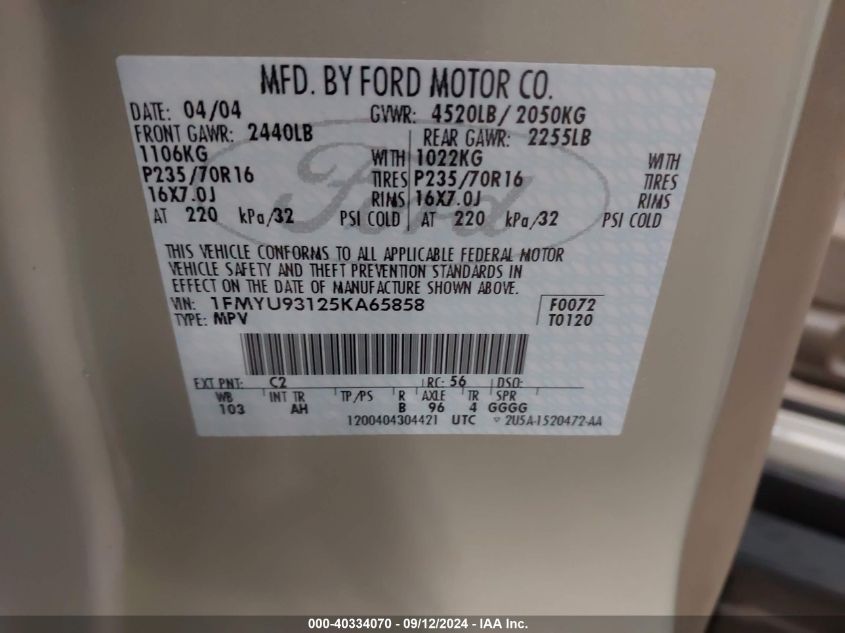 MFD. BY FORD MOTOR CO.
DATE: 04/04 GVWR: 4520LB/ 2050KG
FRONT GAWR: 2440LB REAR GAWR: 2255LB
1106KG WITH 1022KG WITH
P235/70R16 TIRES P235/70R16 TIRES
16X7.0J RIMS 16X7.0J RIMS
AT 220 kPa/32 PSI COLD AT 220 kPa/32 PSI COLD
Ford
THIS VEHICLE CONFORMS TO ALL APPLICABLE FEDERAL MOTOR
VEHICLE SAFETY AND THEFT PREVENTION STANDARDS IN
EFFECT ON THE DATE OF MANUFACTURE SHOWN ABOVE.
VIN: 1FMYU93125KA65858 F0072
TYPE: MPV T0120
EXT PNT: C2 RC: 56 DSO:
WB INT TR TP/PS R AXLE TR SPR
103 AH B 96 4 GGGG
1200404304421 UTC 2U5A-1520472-AA
000-40334070 - 09/12/2024 - IAA Inc.